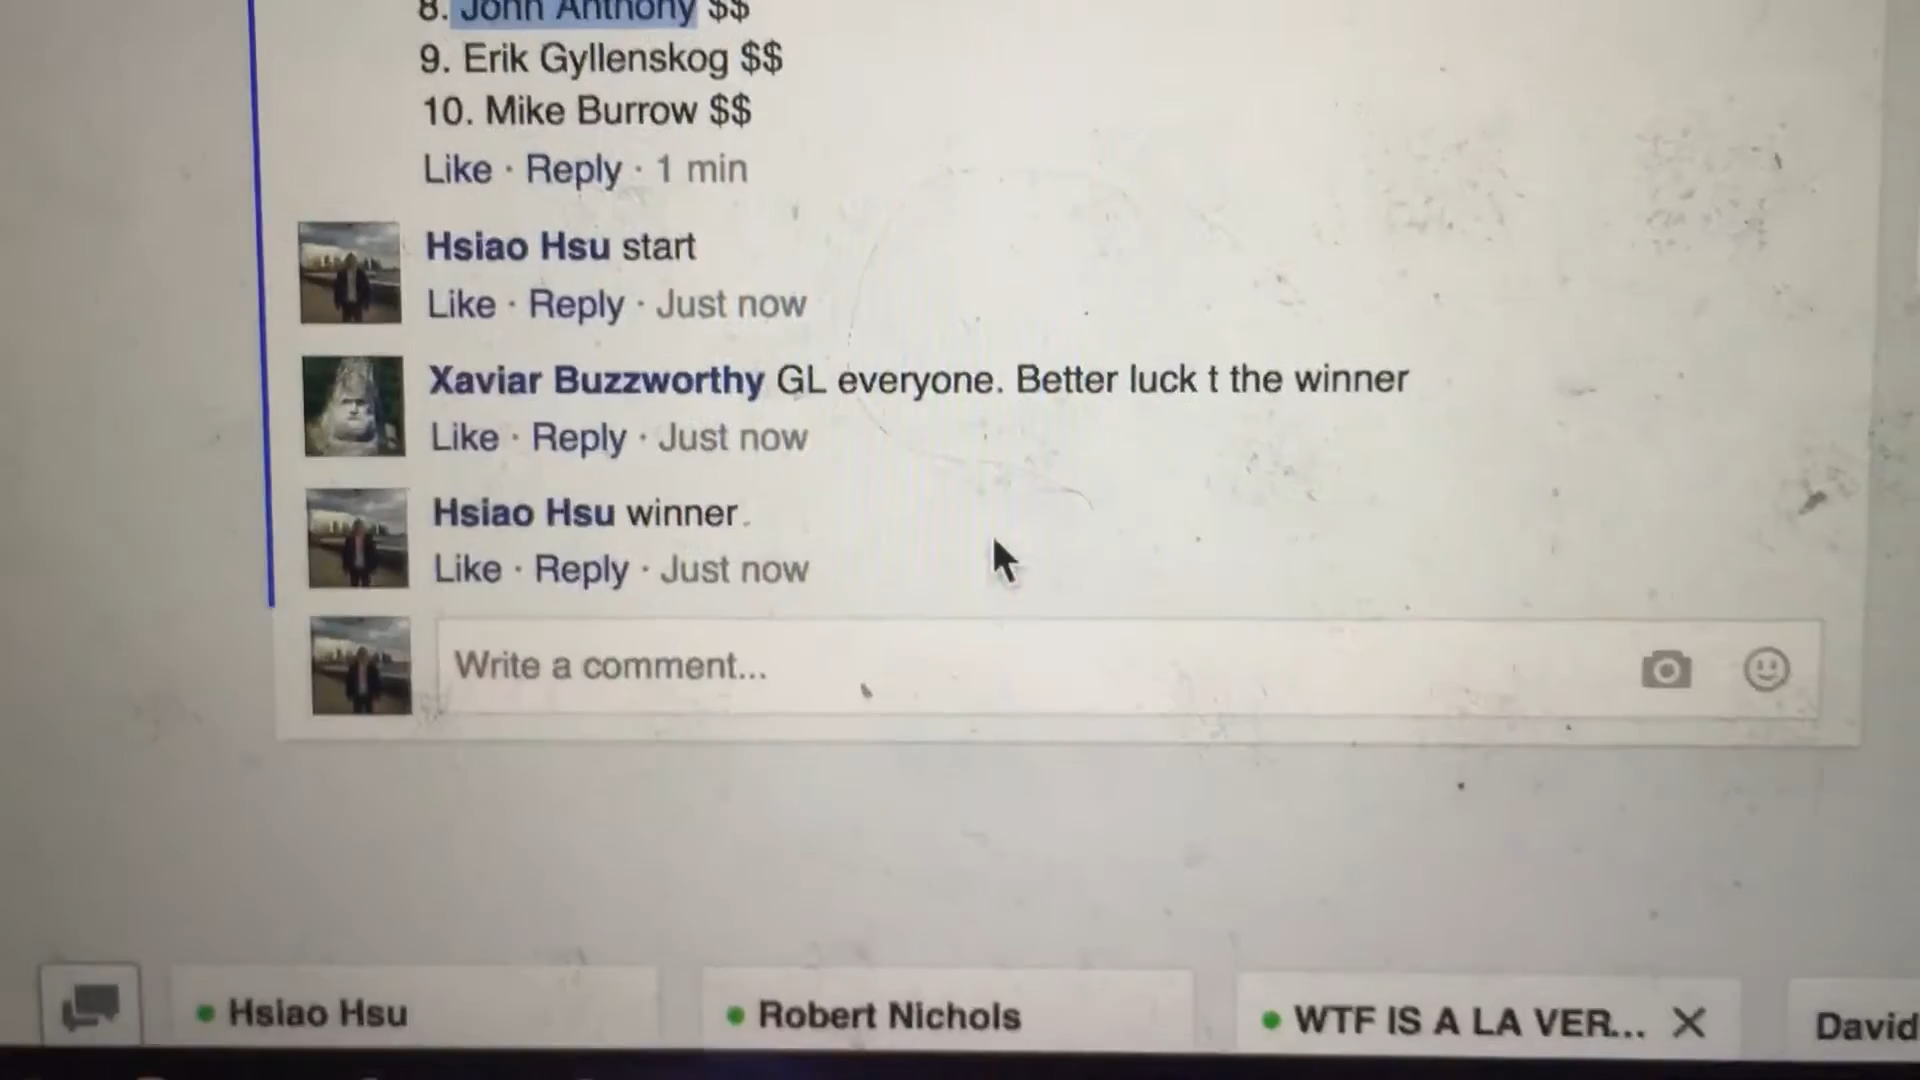 8. John Anthony $$
9. Erik Gyllenskog $$
10. Mike Burrow $$
Like · Reply · 1 min
Hsiao Hsu start
Like · Reply · Just now
Xaviar Buzzworthy GL everyone. Better luck t the winner
Like · Reply · Just now
Hsiao Hsu winner.
Like · Reply · Just now
Write a comment...
Hsiao Hsu
Robert Nichols
WTF IS A LA VER...
David